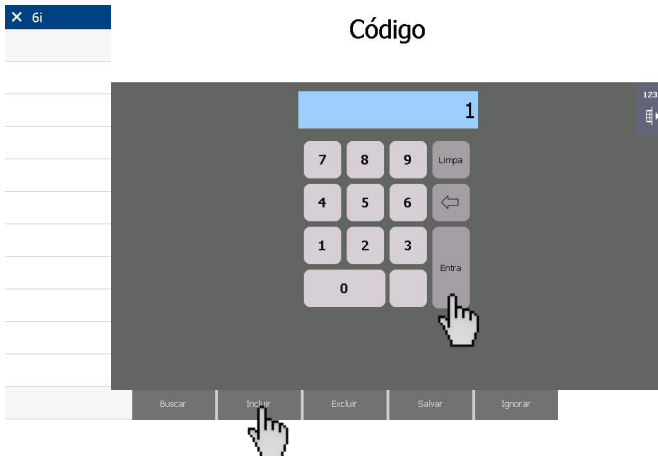 X 6i
Código
123
1
7 8 9 Limpa
4 5 6
1 2 3
Entra
0
Buscar Incluir Excluir Salvar Ignorar